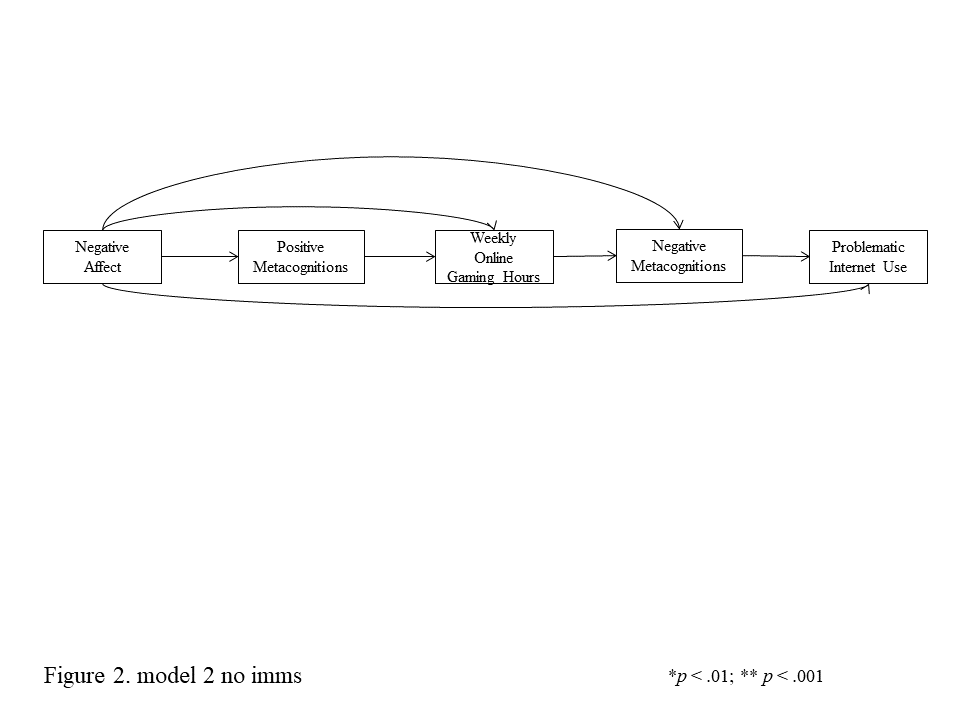 Negative
Affect
Positive
Metacognitions
Weekly
Online
Gaming Hours
Negative
Metacognitions
Problematic
Internet Use
Figure 2. model 2 no imms
*p < .01; ** p < .001